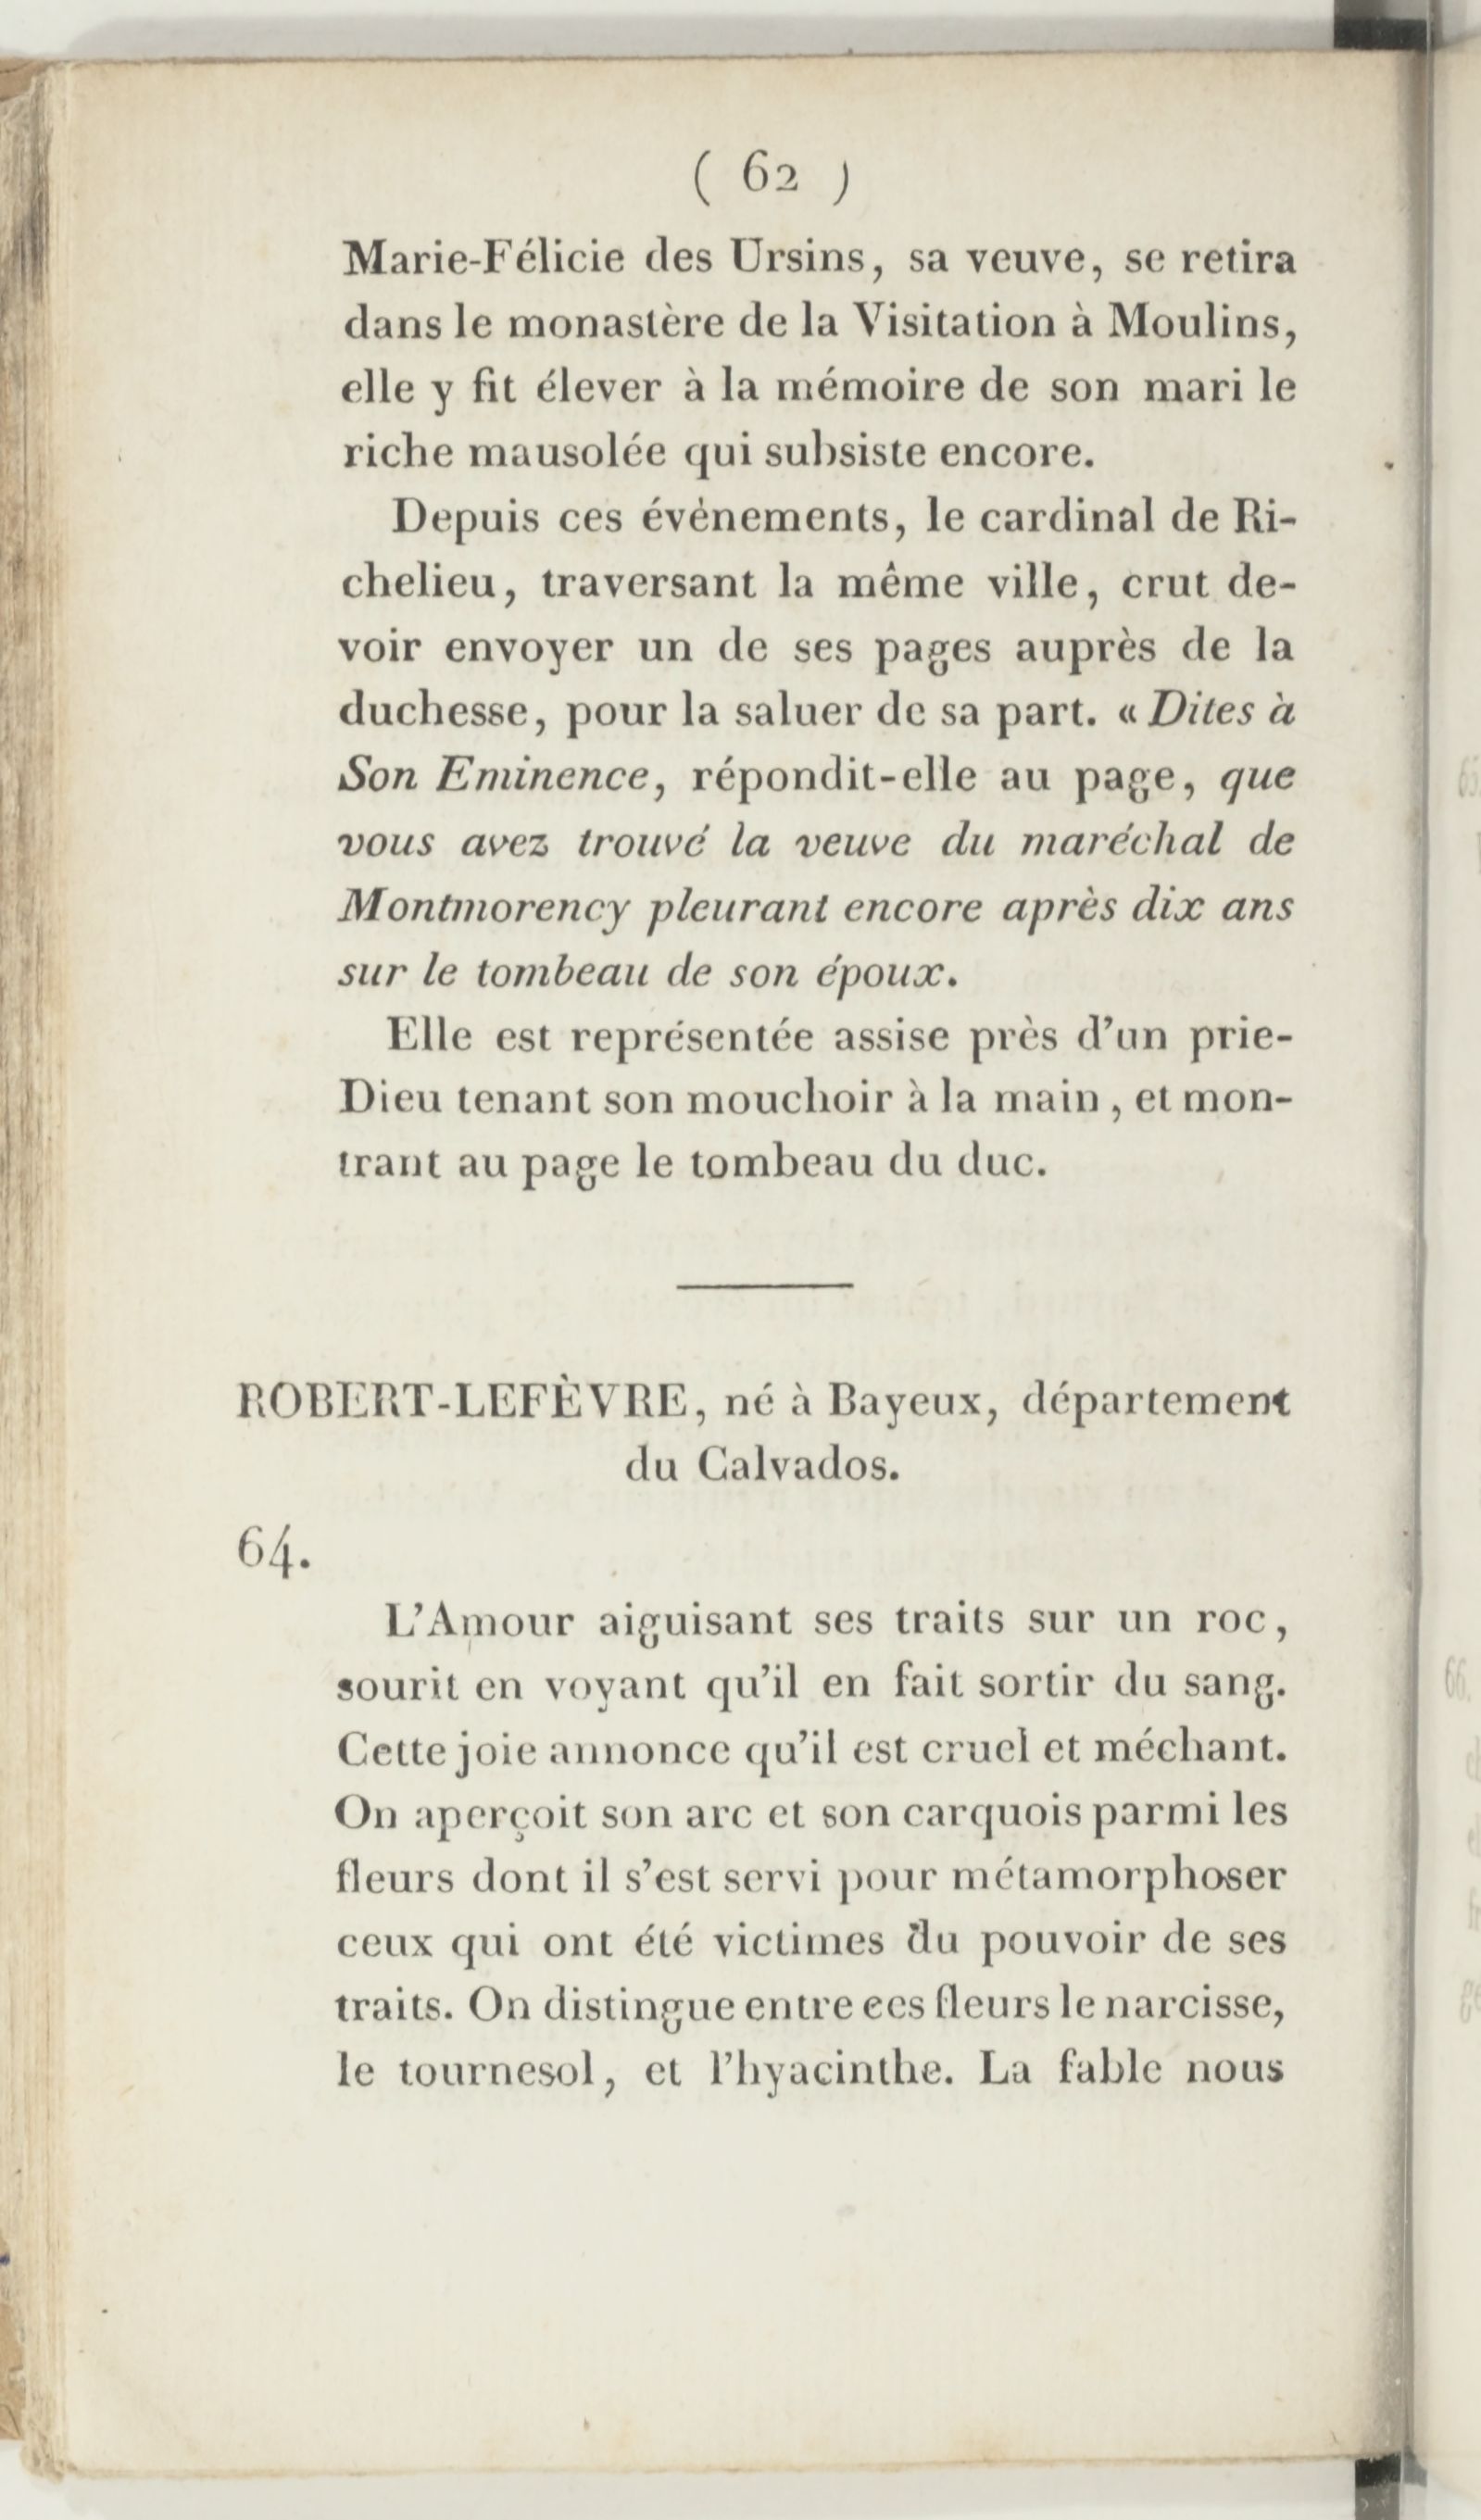 ( 62 )
Marie-Félicie des Ursins, sa veuve, se retira
dans le monastère de la Visitation à Moulins,
elle y fit élever à la mémoire de son mari le
riche mausolée qui subsiste encore.
Depuis ces évènements, le cardinal de Ri-
chelieu, traversant la même ville, crut de-
voir envoyer un de ses pages auprès de la
duchesse, pour la saluer de sa part. « Dites à
Son Eminence, répondit-elle au page, que
vous avez trouvé la veuve du maréchal de
Montmorency pleurant encore après dix ans
sur le tombeau de son époux.
Elle est représentée assise près d'un prie-
Dieu tenant son mouchoir à la main, et mon-
trant au page le tombeau du duc.
ROBERT-LEFÈVRE, né à Bayeux, département
du Calvados.
64.
L'Amour aiguisant ses traits sur un roc,
sourit en voyant qu'il en fait sortir du sang.
Cette joie annonce qu'il est cruel et méchant.
On aperçoit son arc et son carquois parmi les
fleurs dont il s'est servi pour métamorphoser
ceux qui ont été victimes du pouvoir de ses
traits. On distingue entre ces fleurs le narcisse,
le tournesol, et l'hyacinthe. La fable nous